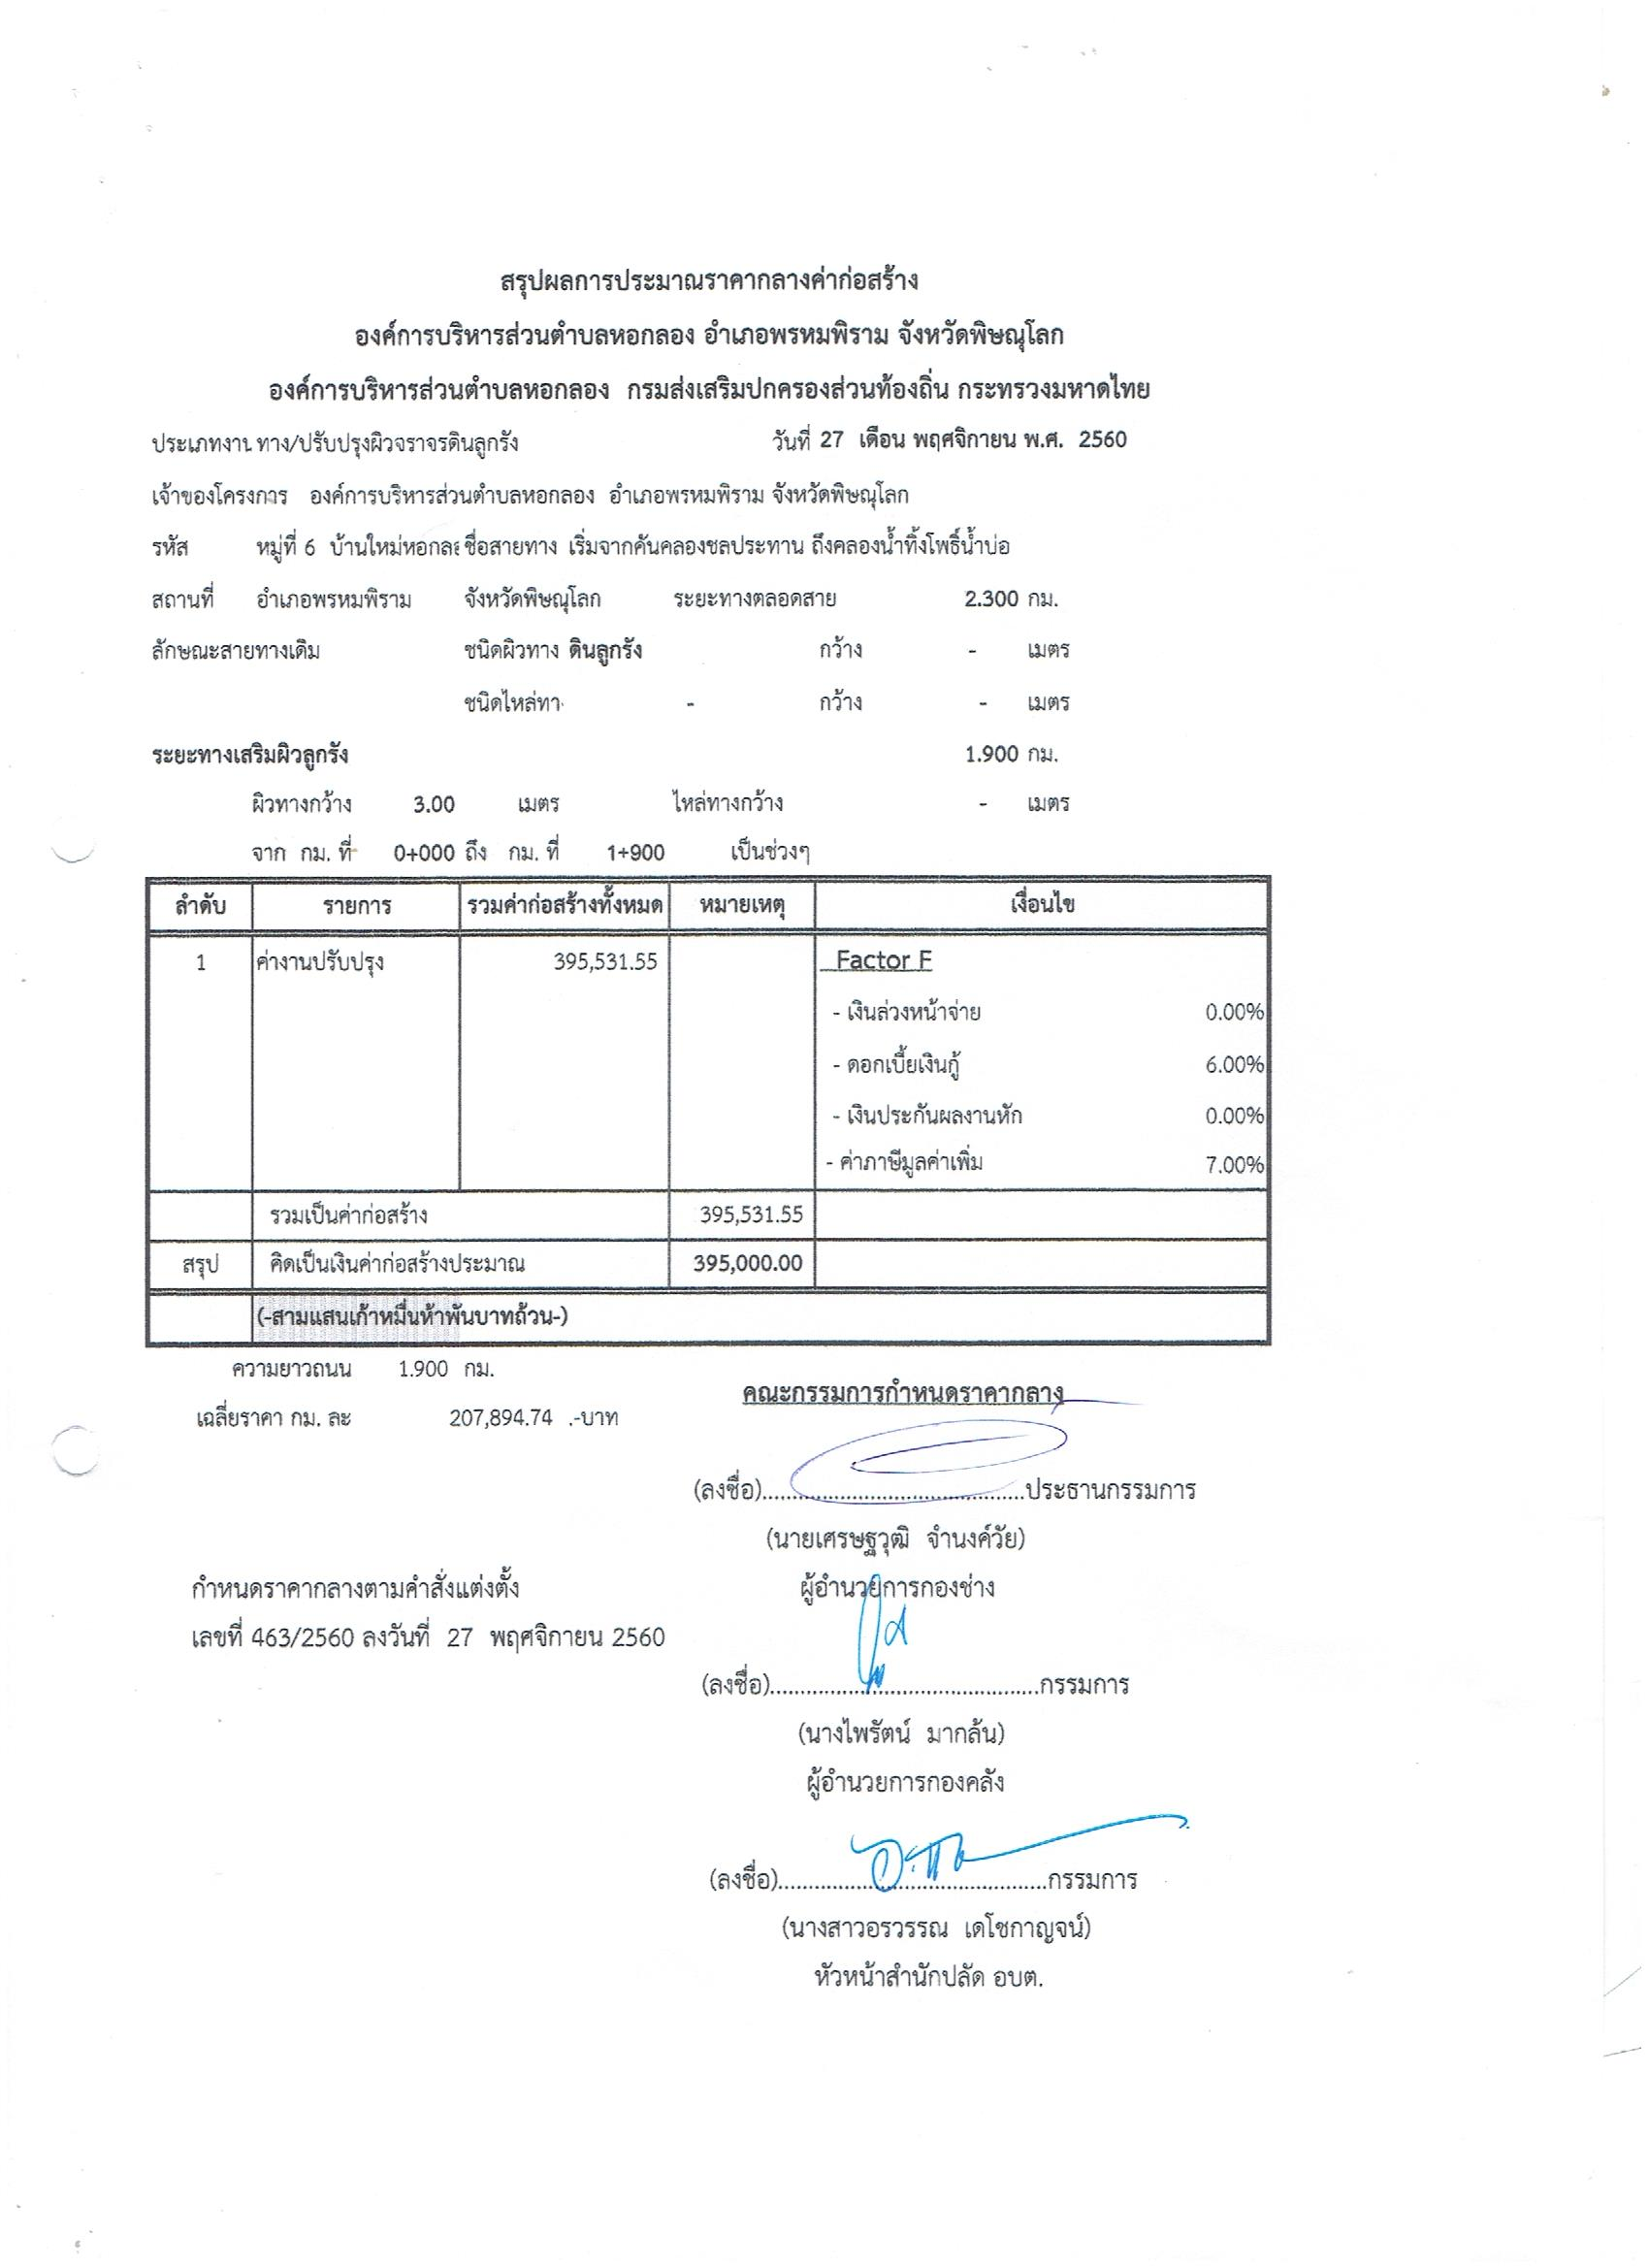 สรุปผลการประมาณราคากลางค่าก่อสร้าง
องค์การบริหารส่วนตำบลหอกลอง อำเภอพรหมพิราม จังหวัดพิษณุโลก
องค์การบริหารส่วนตำบลหอกลอง กรมส่งเสริมปกครองส่วนท้องถิ่น กระทรวงมหาดไทย
ประเภทงาน ทาง/ปรับปรุงผิวจราจรดินลูกรัง วันที่ 27 เดือน พฤศจิกายน พ.ศ. 2560
เจ้าของโครงการ องค์การบริหารส่วนตำบลหอกลอง อำเภอพรหมพิราม จังหวัดพิษณุโลก
รหัส หมู่ที่ 6 บ้านใหม่หอกล ชื่อสายทาง เริ่มจากคันคลองชลประทาน ถึงคลองน้ำทิ้งโพธิ์น้ำบ่อ
สถานที่ อำเภอพรหมพิราม จังหวัดพิษณุโลก ระยะทางตลอดสาย 2.300 กม.
ลักษณะสายทางเดิม ชนิดผิวทาง ดินลูกรัง กว้าง - เมตร
ชนิดไหล่ทา - กว้าง - เมตร
ระยะทางเสริมผิวลูกรัง 1.900 กม.
ผิวทางกว้าง 3.00 เมตร ไหล่ทางกว้าง - เมตร
จาก กม. ที่ 0+000 ถึง กม. ที่ 1+900 เป็นช่วงๆ
ลำดับ รายการ รวมค่าก่อสร้างทั้งหมด หมายเหตุ เงื่อนไข
1 ค่างานปรับปรุง 395,531.55 Factor F
- เงินล่วงหน้าจ่าย 0.00%
- ดอกเบี้ยเงินกู้ 6.00%
- เงินประกันผลงานหัก 0.00%
- ค่าภาษีมูลค่าเพิ่ม 7.00%
รวมเป็นค่าก่อสร้าง 395,531.55
สรุป คิดเป็นเงินค่าก่อสร้างประมาณ 395,000.00
(-สามแสนเก้าหมื่นห้าพันบาทถ้วน-)
ความยาวถนน 1.900 กม.
คณะกรรมการกำหนดราคากลาง
เฉลี่ยราคา กม. ละ 207,894.74 .-บาท
(ลงชื่อ)............................................ประธานกรรมการ
(นายเศรษฐวุฒิ จำนงค์วัย)
กำหนดราคากลางตามคำสั่งแต่งตั้ง ผู้อำนวยการกองช่าง
เลขที่ 463/2560 ลงวันที่ 27 พฤศจิกายน 2560
(ลงชื่อ)............................................กรรมการ
(นางไพรัตน์ มากล้น)
ผู้อำนวยการกองคลัง
(ลงชื่อ)............................................กรรมการ
(นางสาวอรวรรณ เดโชกาญจน์)
หัวหน้าสำนักปลัด อบต.